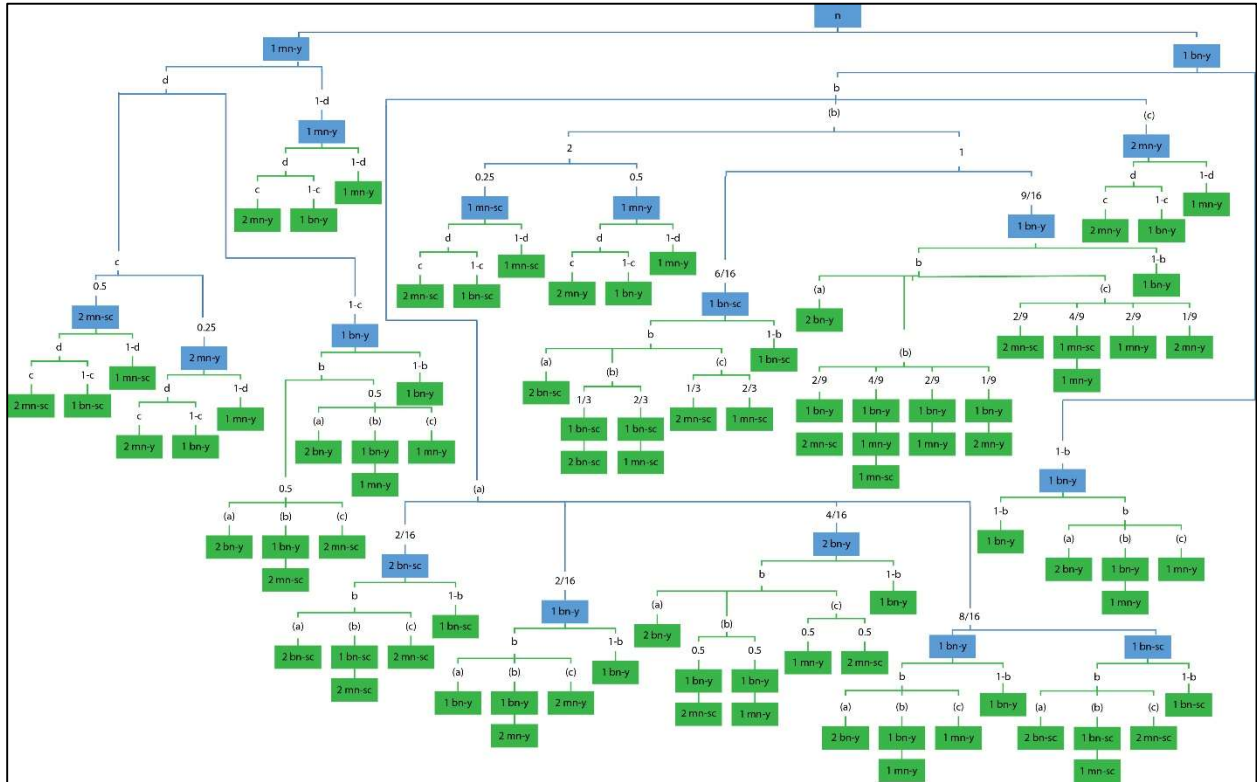 n
1 mn-y
1 bn-y
d
b
1-d
(b)
(c)
1 mn-y
2
1
2 mn-y
d
1-d
0.25
0.5
d
1-d
c
1-c
1 mn-y
1 mn-sc
1 mn-y
9/16
c
1-c
1 mn-y
2 mn-y
1 bn-y
d
1-d
d
1-d
1 bn-y
2 mn-y
1 bn-y
c
1-c
1 mn-sc
c
1-c
1 mn-y
b
1-b
c
6/16
1 bn-y
0.5
1-c
2 mn-sc
1 bn-sc
2 mn-y
1 bn-y
1 bn-sc
(a)
(c)
2 mn-sc
0.25
1 bn-y
b
1-b
2 bn-y
2/9
4/9
2/9
1/9
d
1-d
2 mn-y
b
1-b
(a)
(b)
(c)
1 bn-sc
(b)
2 mn-sc
1 mn-sc
1 mn-y
2 mn-y
c
1-c
1 mn-sc
d
1-d
0.5
1 bn-y
2 bn-sc
1/3
2/3
1/3
2/3
2/9
4/9
2/9
1/9
1 mn-y
2 mn-sc
1 bn-sc
c
1-c
1 mn-y
(a)
(b)
(c)
1 bn-sc
1 bn-sc
2 mn-sc
1 mn-sc
1 bn-y
1 bn-y
1 bn-y
1 bn-y
2 mn-y
1 bn-y
2 bn-y
1 bn-y
1 mn-y
2 bn-sc
1 mn-sc
2 mn-sc
1 mn-y
1 mn-y
2 mn-y
1 mn-y
1 mn-sc
1-b
0.5
(a)
1 bn-y
(a)
(b)
(c)
2/16
4/16
1-b
b
2 bn-y
1 bn-y
2 mn-sc
2 bn-sc
2 bn-y
1 bn-y
(a)
(b)
(c)
2 mn-sc
b
1-b
2/16
b
1-b
2 bn-y
1 bn-y
1 mn-y
(a)
(b)
(c)
1 bn-sc
1 bn-y
(a)
(b)
(c)
1 bn-y
1 mn-y
2 bn-sc
1 bn-sc
2 mn-sc
b
1-b
2 bn-y
0.5
0.5
8/16
2 mn-sc
(a)
(b)
(c)
1 bn-y
0.5
0.5
1 mn-y
2 mn-sc
1 bn-y
1 bn-sc
1 bn-y
1 bn-y
2 mn-y
1 bn-y
1 bn-y
b
1-b
b
1-b
2 mn-y
2 mn-sc
1 mn-y
(a)
(b)
(c)
1 bn-y
(a)
(b)
(c)
1 bn-sc
2 bn-y
1 bn-y
1 mn-y
2 bn-sc
1 bn-sc
2 mn-sc
1 mn-y
1 mn-sc